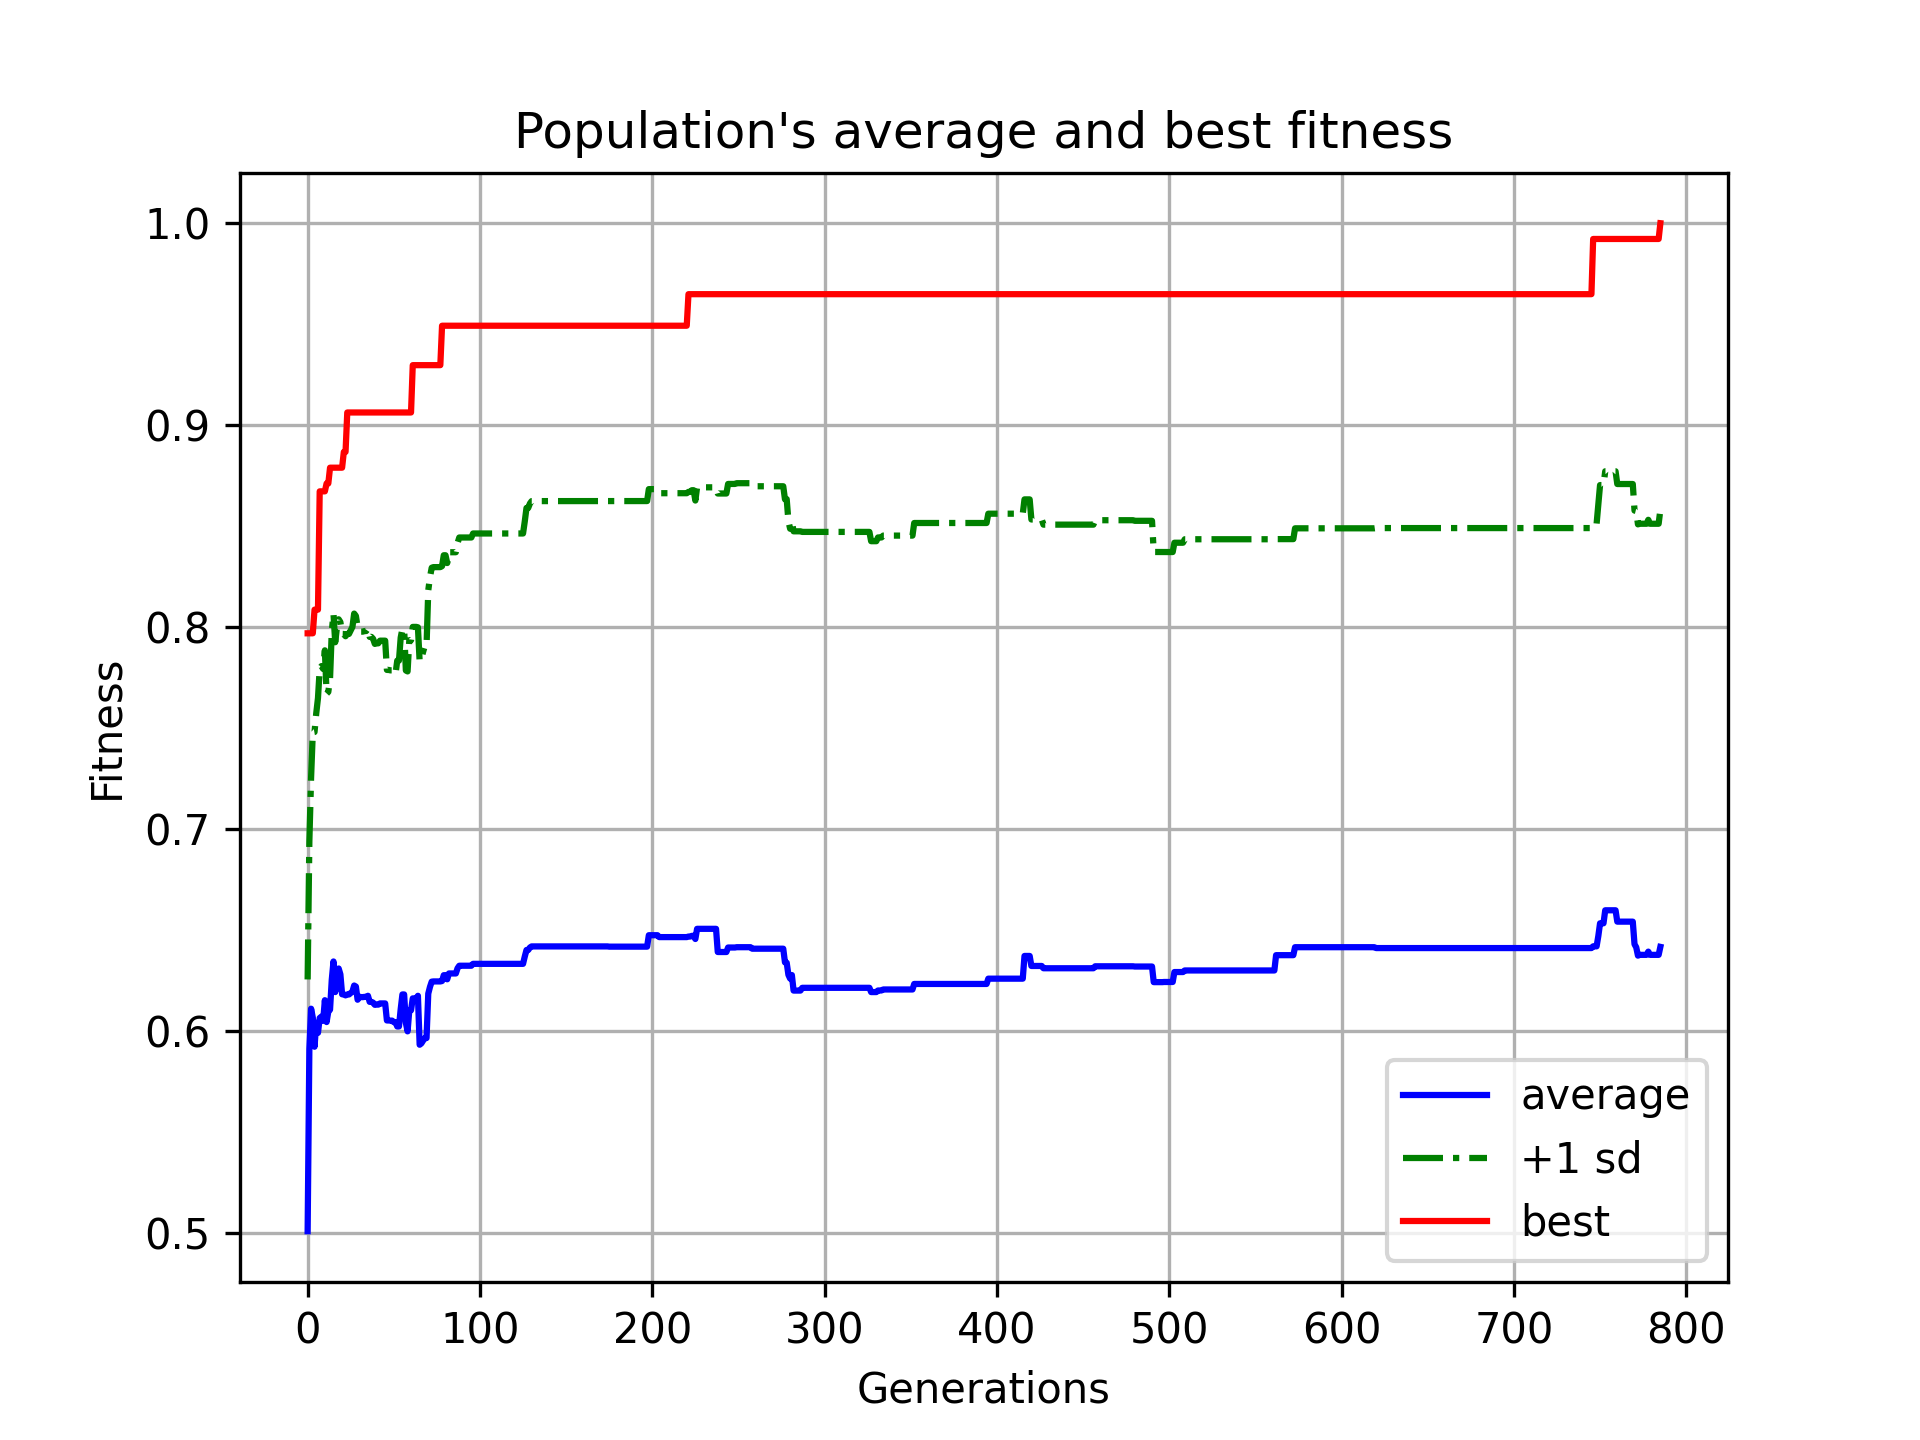 Population's average and best fitness
1.0
0.9
0.8
0.7
0.6
0.5
Fitness
average
+1 sd
best
0 100 200 300 400 500 600 700 800
Generations